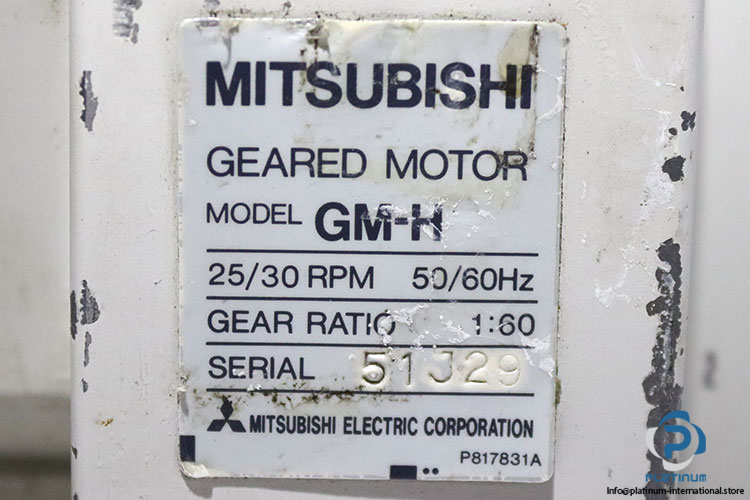 MITSUBISHI
GEARED MOTOR
MODEL GM-H
25/30 RPM 50/60Hz
GEAR RATIO 1:60
SERIAL 51J29
MITSUBISHI ELECTRIC CORPORATION
P817831A
PLATINUM
Info@platinum-international.store